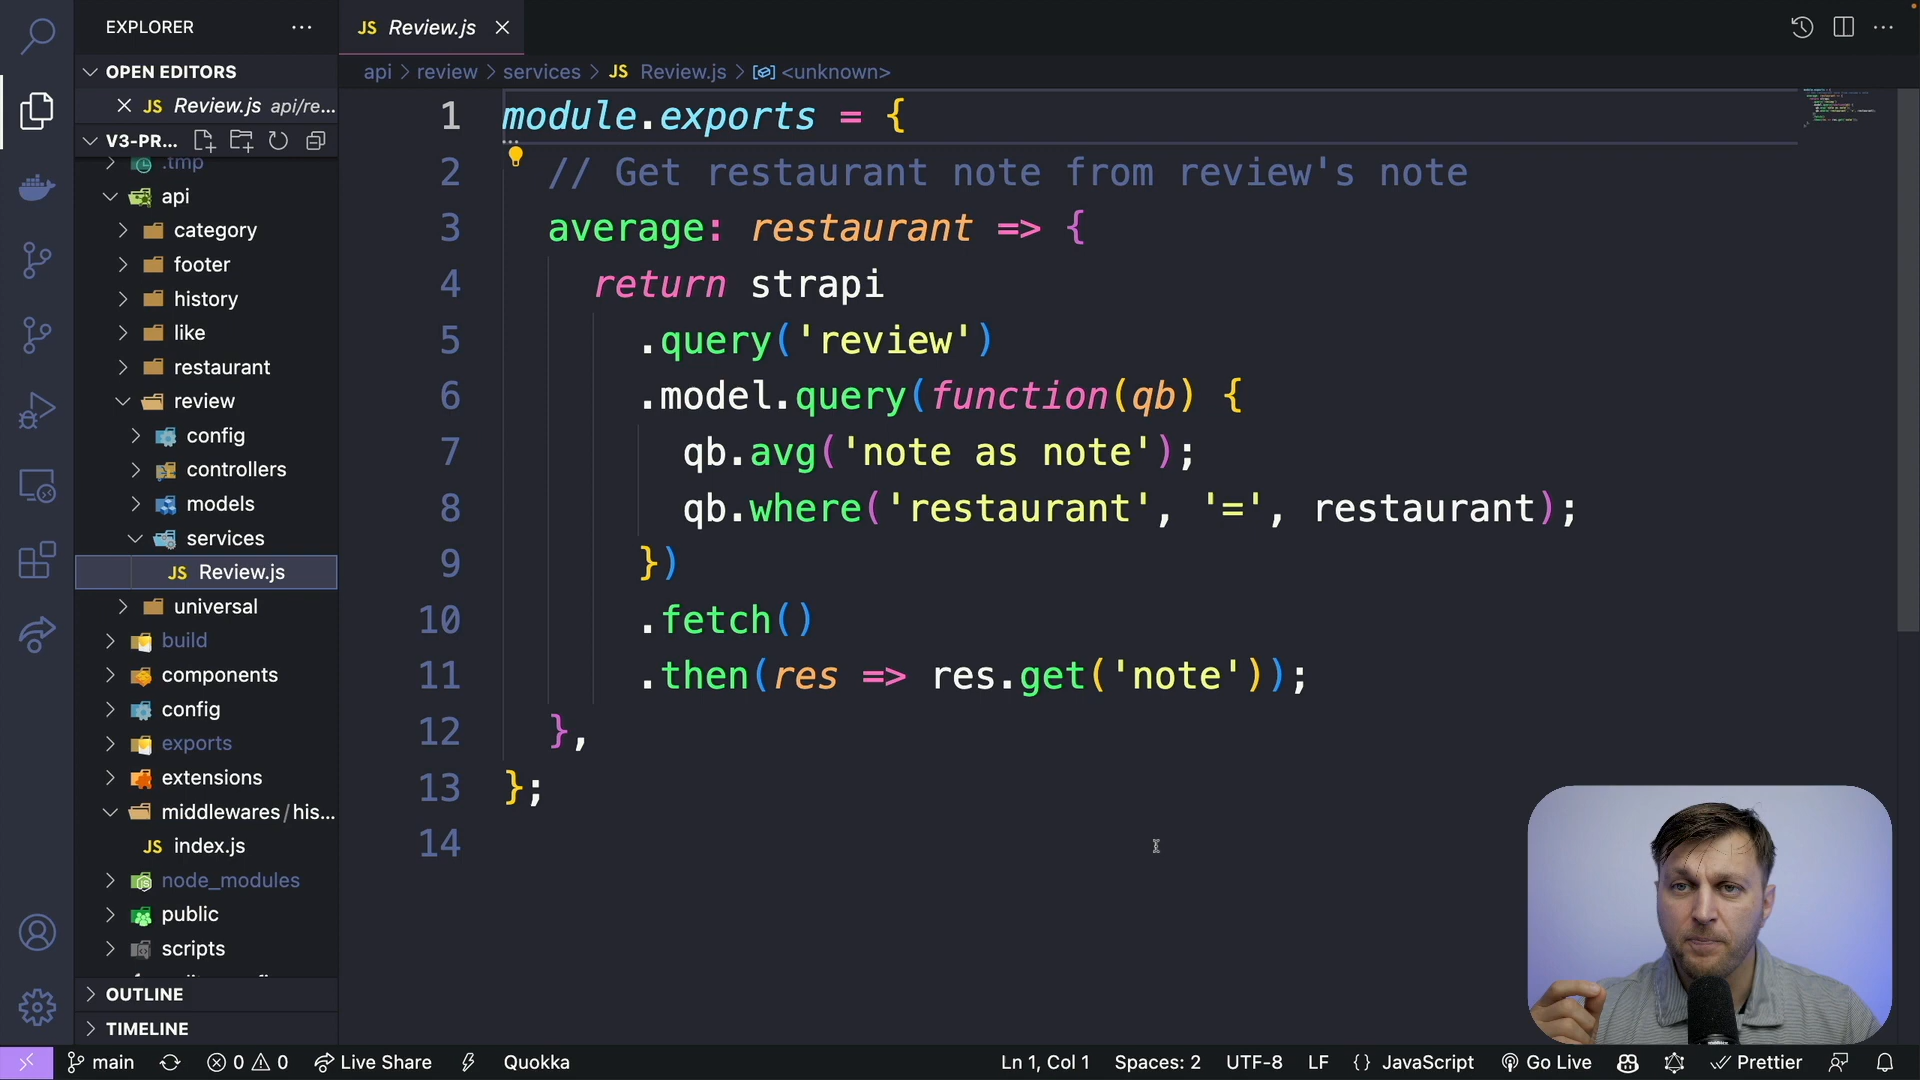 EXPLORER
OPEN EDITORS
JS Review.js api/re...
V3-PR...
.tmp
api
category
footer
history
like
restaurant
review
config
controllers
models
services
JS Review.js
universal
build
components
config
exports
extensions
middlewares / his...
JS index.js
node_modules
public
scripts
OUTLINE
TIMELINE
JS Review.js
api > review > services > JS Review.js > <unknown>
1 module.exports = {
2 // Get restaurant note from review's note
3 average: restaurant => {
4 return strapi
5 .query('review')
6 .model.query(function(qb) {
7 qb.avg('note as note');
8 qb.where('restaurant', '=', restaurant);
9 })
10 .fetch()
11 .then(res => res.get('note'));
12 },
13 };
14
main 0 0 Live Share Quokka Ln 1, Col 1 Spaces: 2 UTF-8 LF {} JavaScript Go Live Prettier